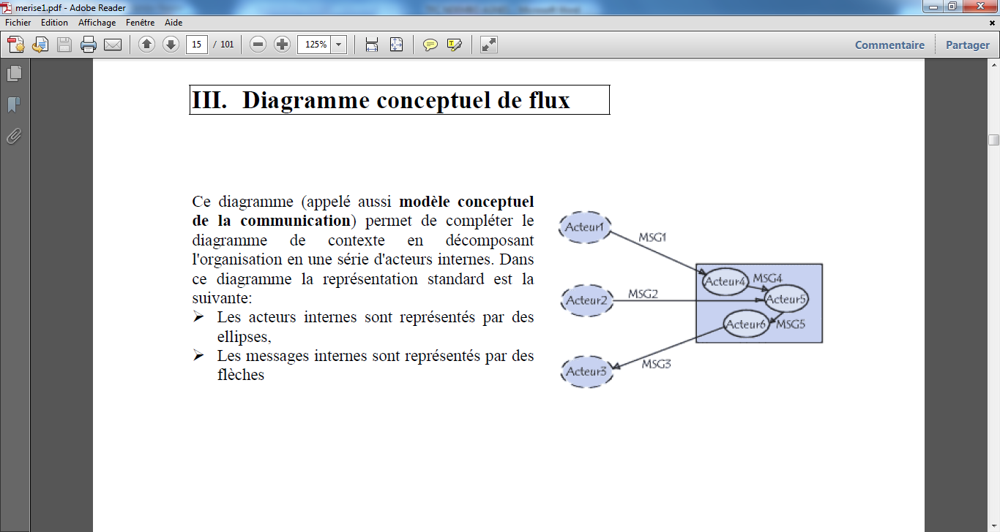 merise1.pdf - Adobe Reader
Fichier Edition Affichage Fenêtre Aide
15 / 101 125% Commentaire Partager
III. Diagramme conceptuel de flux
Ce diagramme (appelé aussi modèle conceptuel
de la communication) permet de compléter le
diagramme de contexte en décomposant
l'organisation en une série d'acteurs internes. Dans
ce diagramme la représentation standard est la
suivante:
➢ Les acteurs internes sont représentés par des
ellipses,
➢ Les messages internes sont représentés par des
flèches
Acteur1
MSG1
Acteur4 MSG4
Acteur2 MSG2 Acteur5
Acteur6 MSG5
Acteur3 MSG3